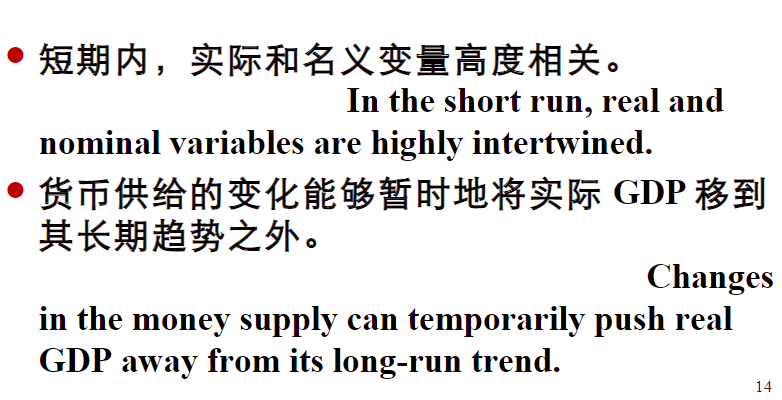 • 短期内，实际和名义变量高度相关。
In the short run, real and
nominal variables are highly intertwined.
• 货币供给的变化能够暂时地将实际 GDP 移到
其长期趋势之外。
Changes
in the money supply can temporarily push real
GDP away from its long-run trend.
14